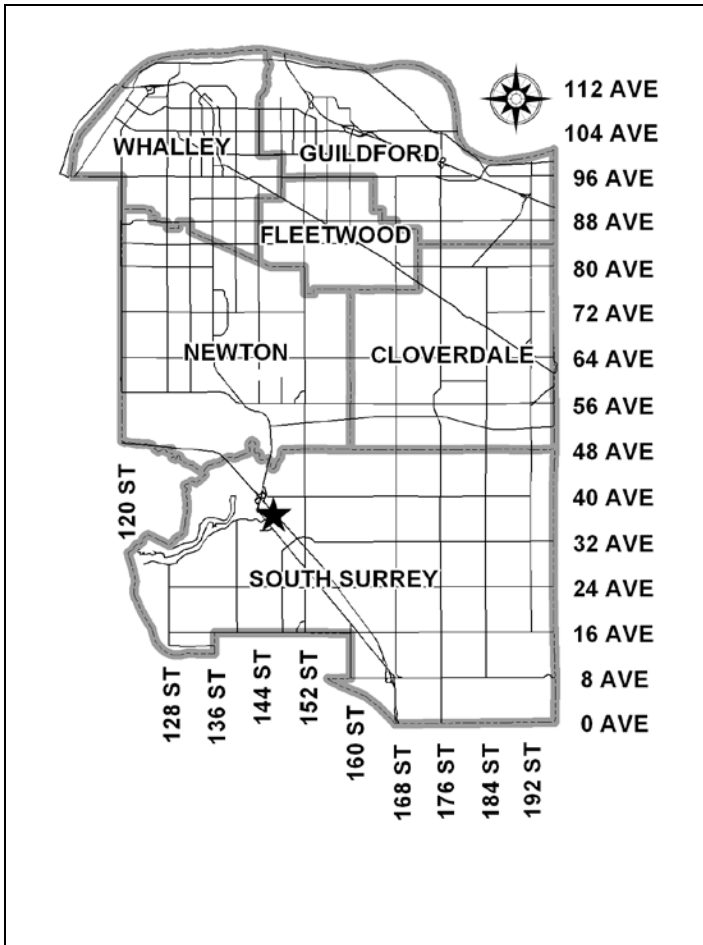 112 AVE
104 AVE
WHALLEY
GUILDFORD
96 AVE
88 AVE
FLEETWOOD
80 AVE
72 AVE
NEWTON
CLOVERDALE
64 AVE
56 AVE
48 AVE
120 ST
40 AVE
32 AVE
SOUTH SURREY
24 AVE
16 AVE
8 AVE
0 AVE
128 ST
136 ST
144 ST
152 ST
160 ST
168 ST
176 ST
184 ST
192 ST